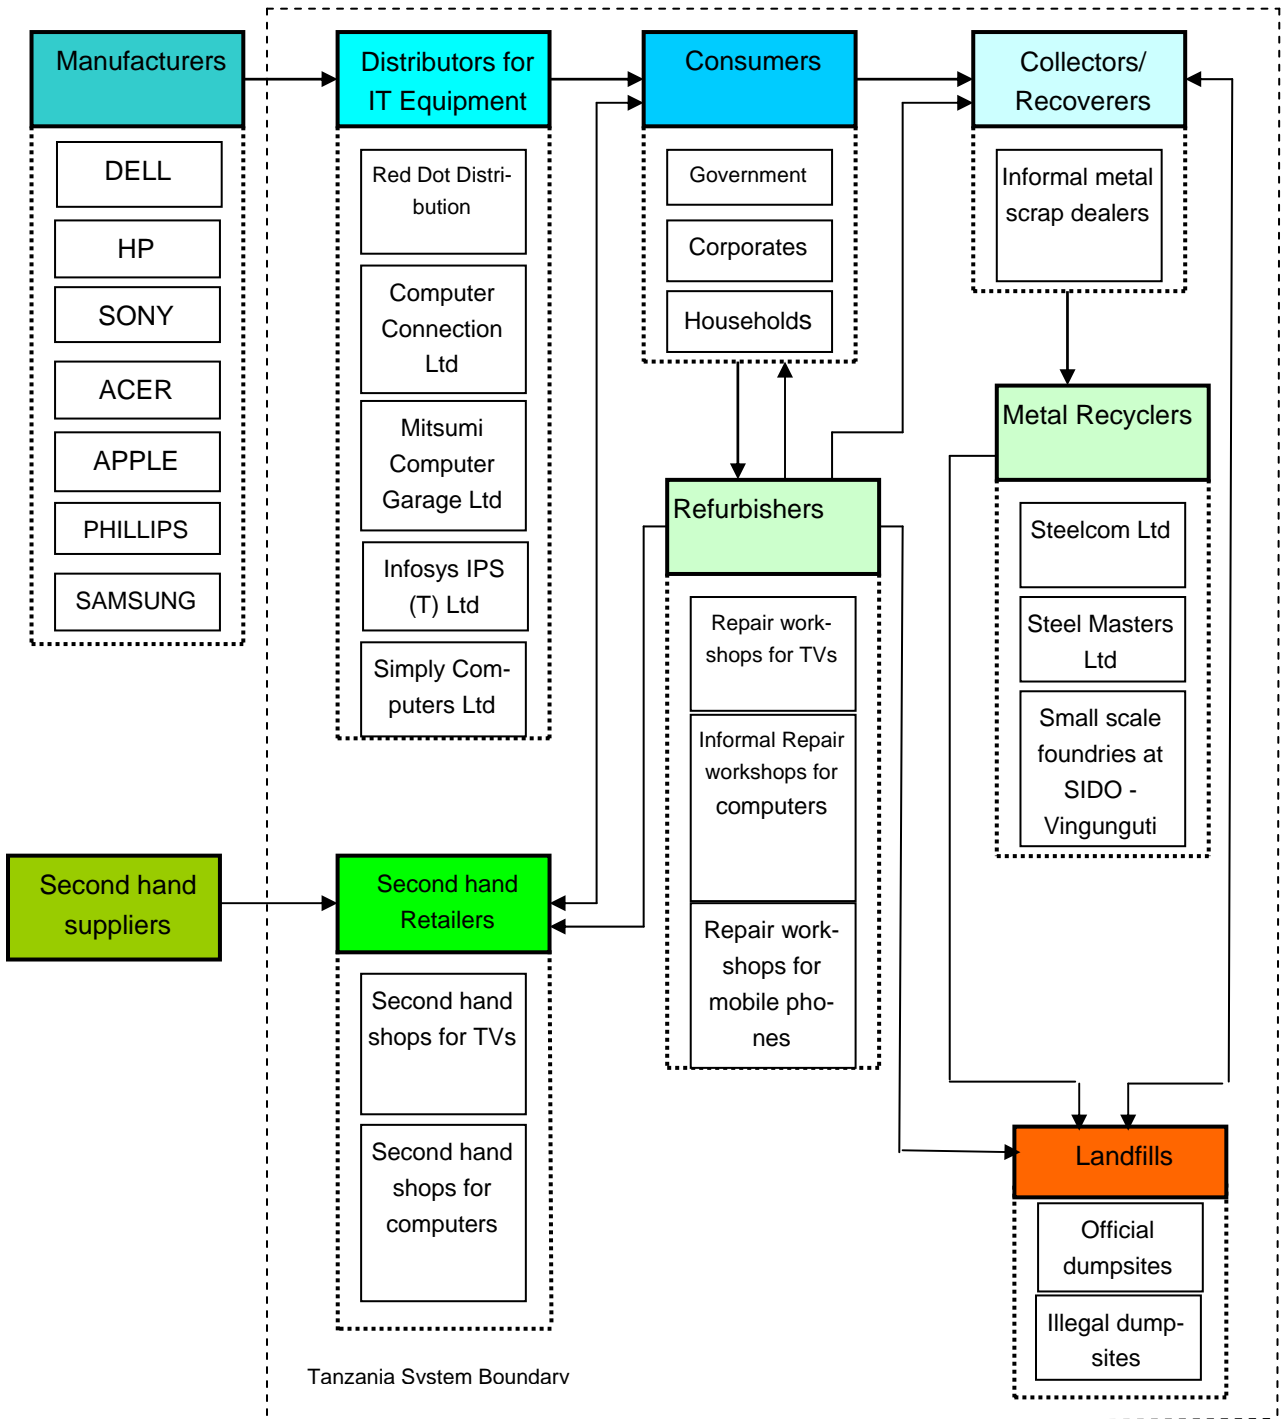 Manufacturers
DELL
HP
SONY
ACER
APPLE
PHILLIPS
SAMSUNG
Distributors for
IT Equipment
Red Dot Distri-
bution
Computer
Connection
Ltd
Mitsumi
Computer
Garage Ltd
Infosys IPS
(T) Ltd
Simply Com-
puters Ltd
Consumers
Government
Corporates
Households
Collectors/
Recoverers
Informal metal
scrap dealers
Metal Recyclers
Steelcom Ltd
Steel Masters
Ltd
Small scale
foundries at
SIDO -
Vingunguti
Refurbishers
Repair work-
shops for TVs
Informal Repair
workshops for
computers
Repair work-
shops for
mobile pho-
nes
Second hand
suppliers
Second hand
Retailers
Second hand
shops for TVs
Second hand
shops for
computers
Landfills
Official
dumpsites
Illegal dump-
sites
Tanzania System Boundary